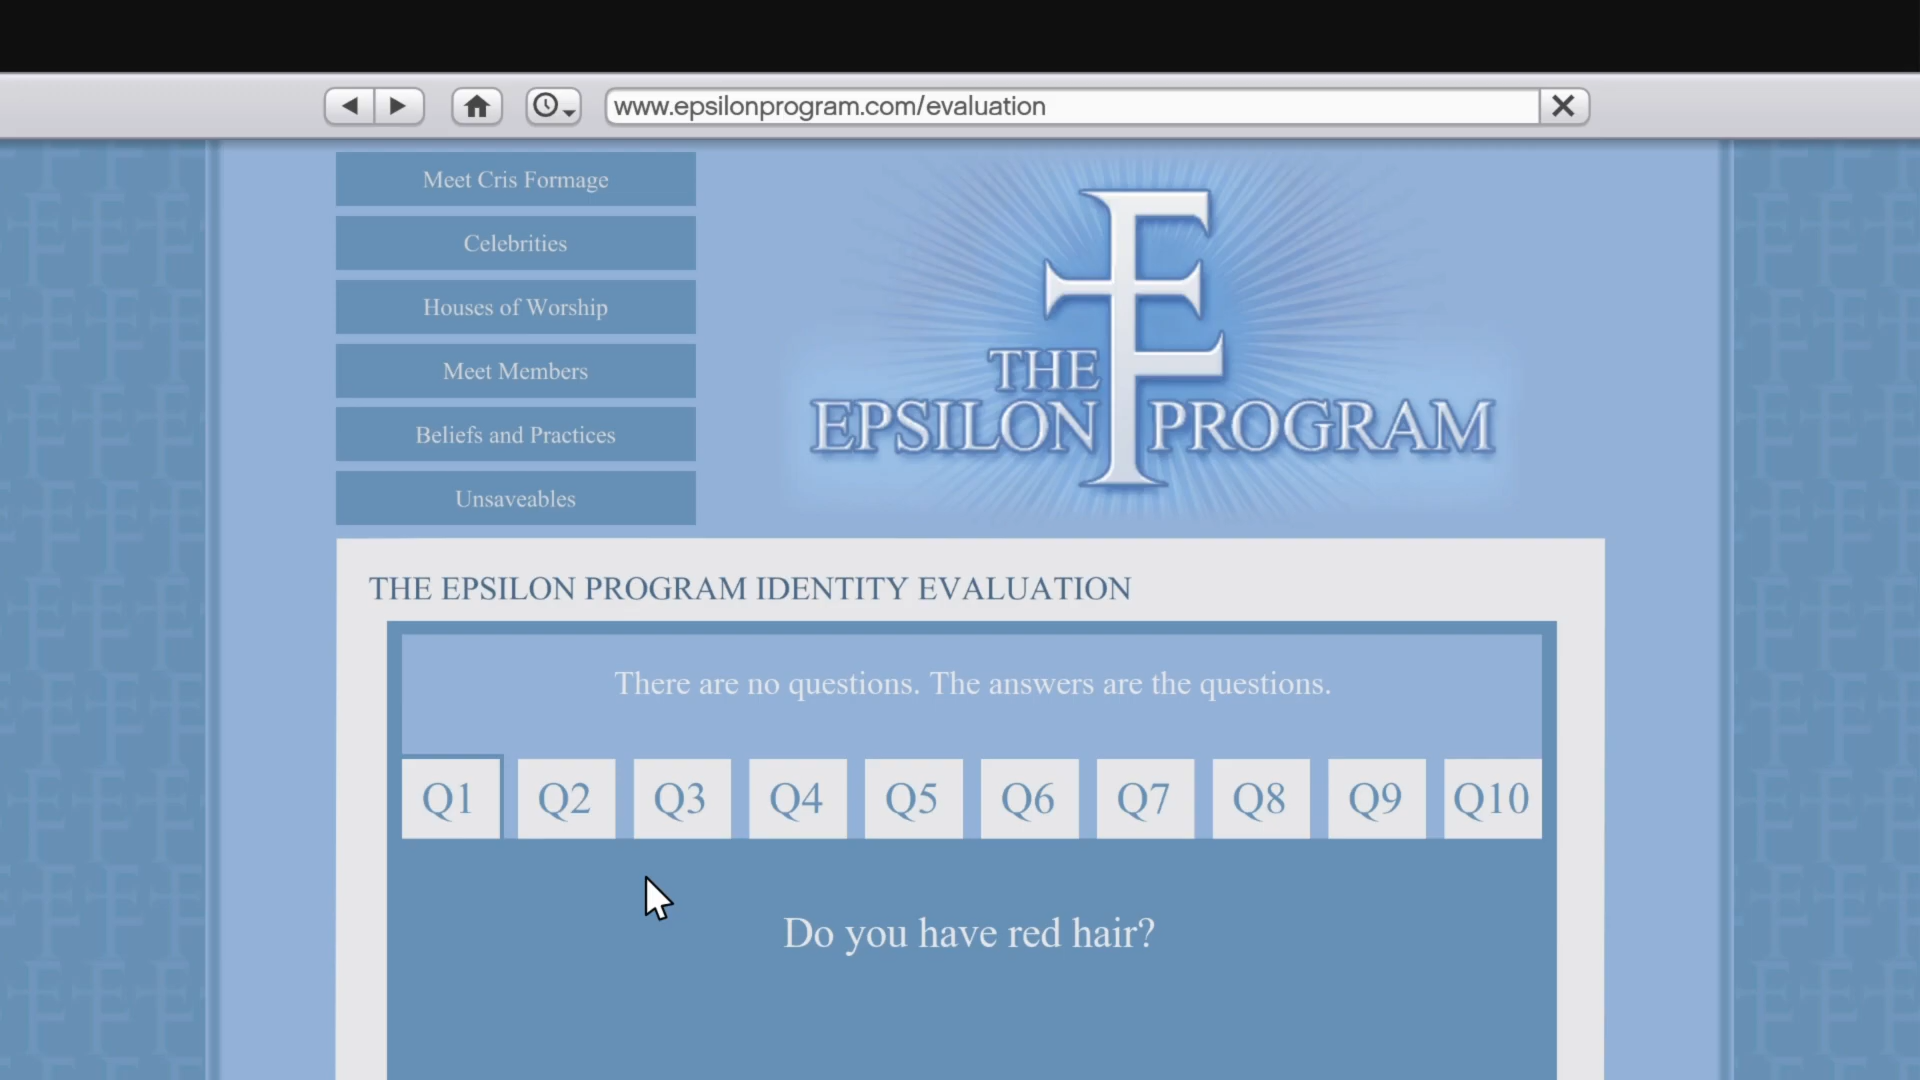 www.epsilonprogram.com/evaluation
Meet Cris Formage
Celebrities
Houses of Worship
Meet Members
Beliefs and Practices
Unsaveables
THE
EPSILON PROGRAM
THE EPSILON PROGRAM IDENTITY EVALUATION
There are no questions. The answers are the questions.
Q1 Q2 Q3 Q4 Q5 Q6 Q7 Q8 Q9 Q10
Do you have red hair?